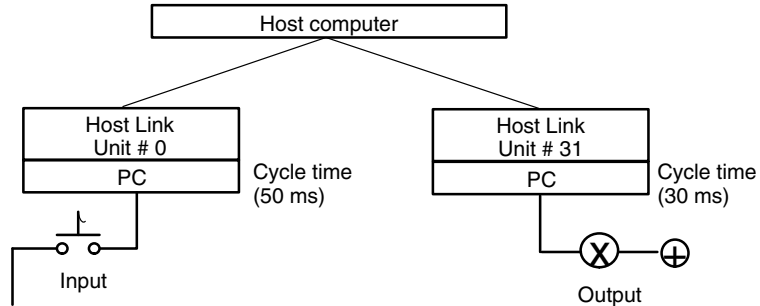 Host computer
Host Link
Unit # 0
PC
Cycle time
(50 ms)
Input
Host Link
Unit # 31
PC
Cycle time
(30 ms)
X
Output